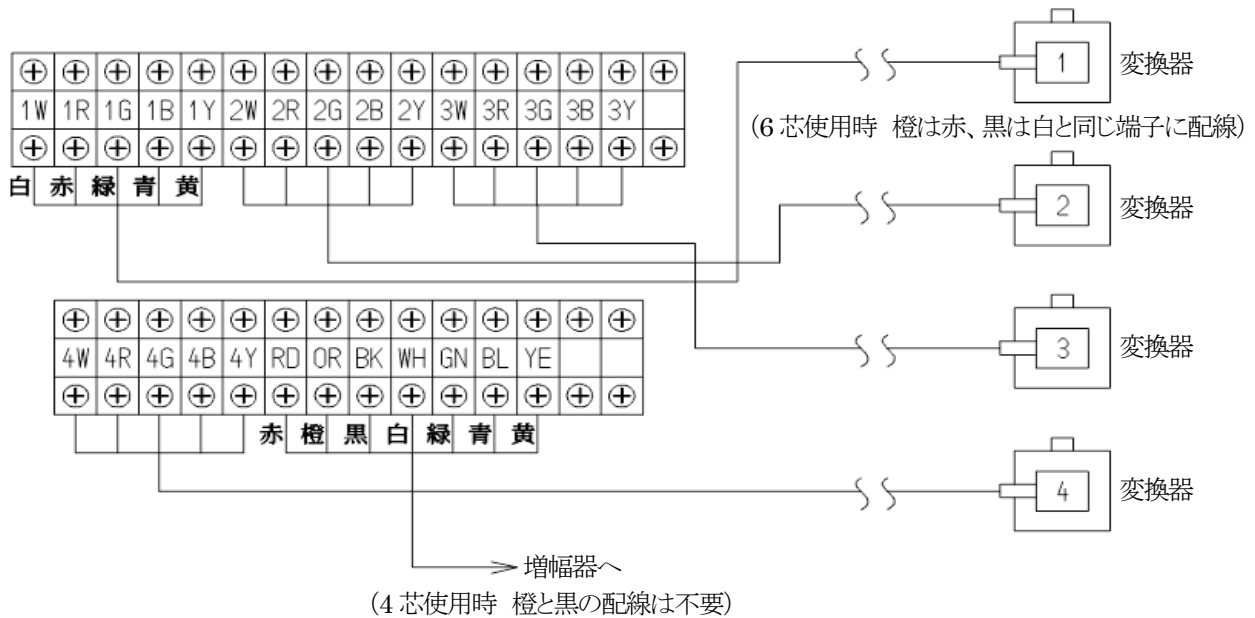 1 変換器
1W 1R 1G 1B 1Y 2W 2R 2G 2B 2Y 3W 3R 3G 3B 3Y
(6 芯使用時 橙は赤、黒は白と同じ端子に配線)
白 赤 緑 青 黄
2 変換器
4W 4R 4G 4B 4Y RD OR BK WH GN BL YE
3 変換器
赤 橙 黒 白 緑 青 黄
4 変換器
増幅器へ
(4 芯使用時 橙と黒の配線は不要)